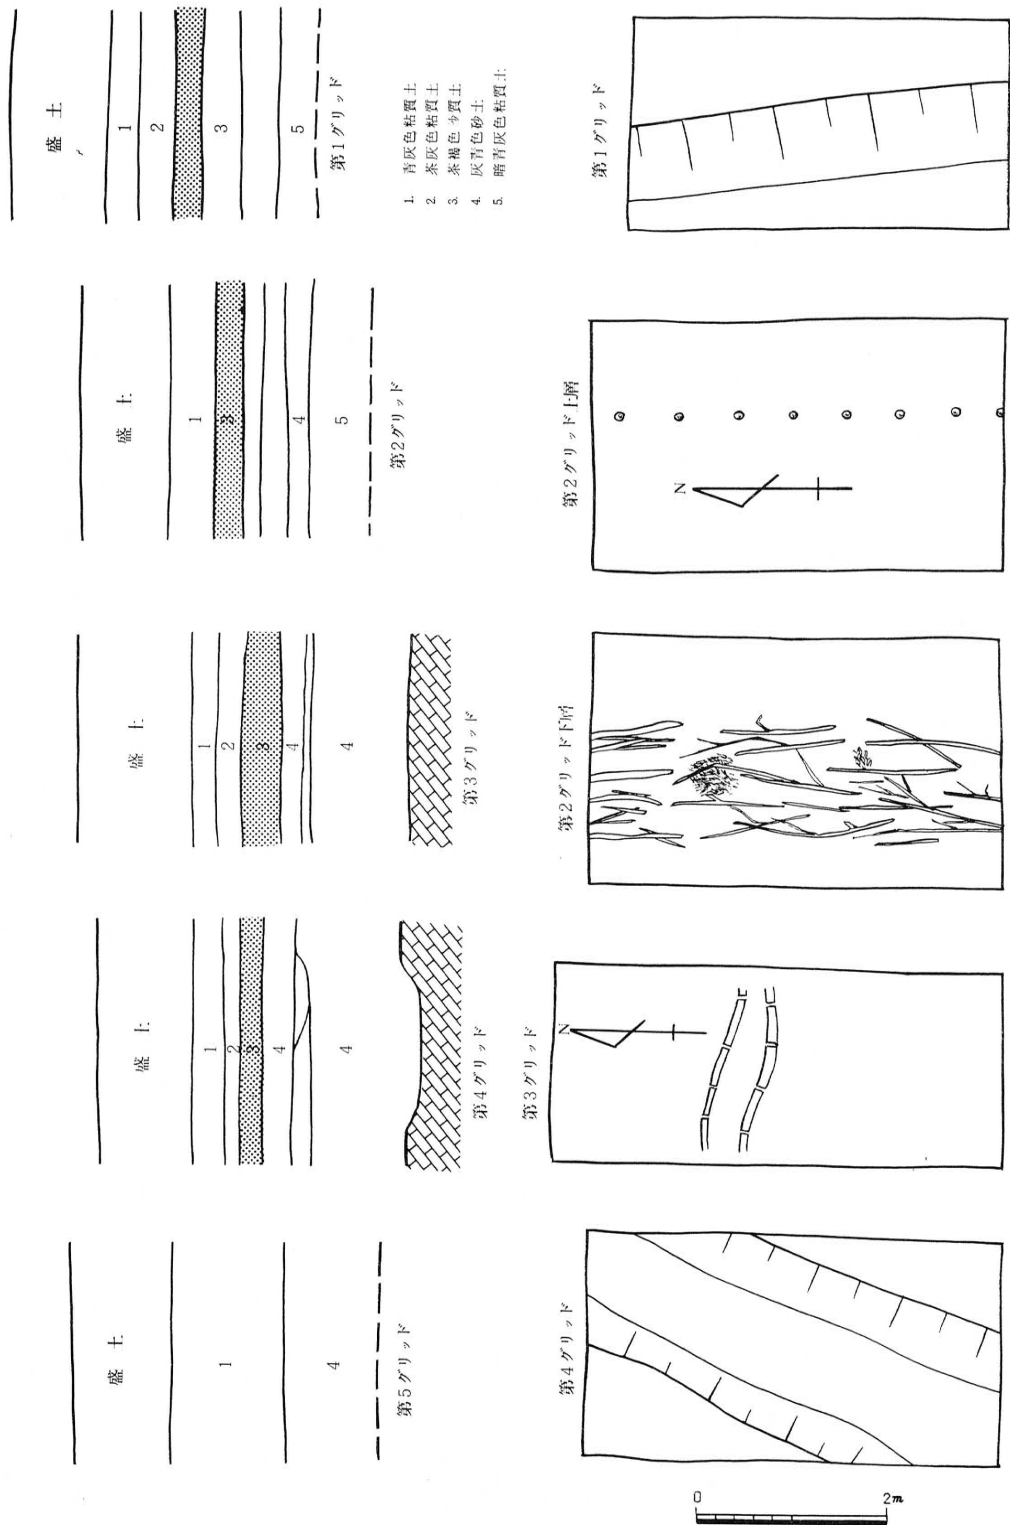 盛土
1
2
3
5
第1グリッド
1. 青灰色粘質土
2. 茶灰色粘質土
3. 茶褐色砂質土
4. 灰青色砂土
5. 暗青灰色粘質土
盛土
1
3
4
5
第2グリッド
盛土
1
2
3
4
4
第3グリッド
盛土
1
2
3
4
4
第4グリッド
盛土
1
4
第5グリッド
第1グリッド
第2グリッド上層
N
第2グリッド下層
第3グリッド
N
第4グリッド
0 2m